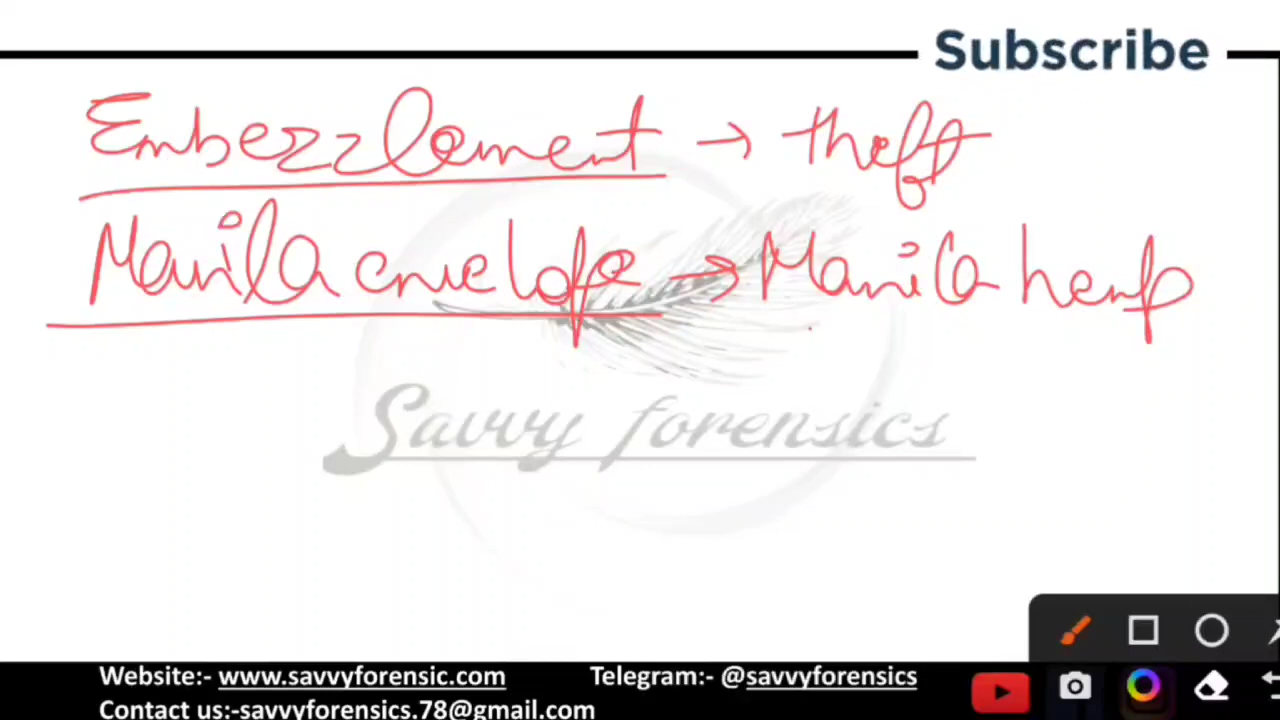 Subscribe
Embezzlement → theft
Manila envelope → Manila hemp
Savvy forensics
Website:- www.savvyforensic.com Telegram:- @savvyforensics
Contact us:-savvyforensics.78@gmail.com